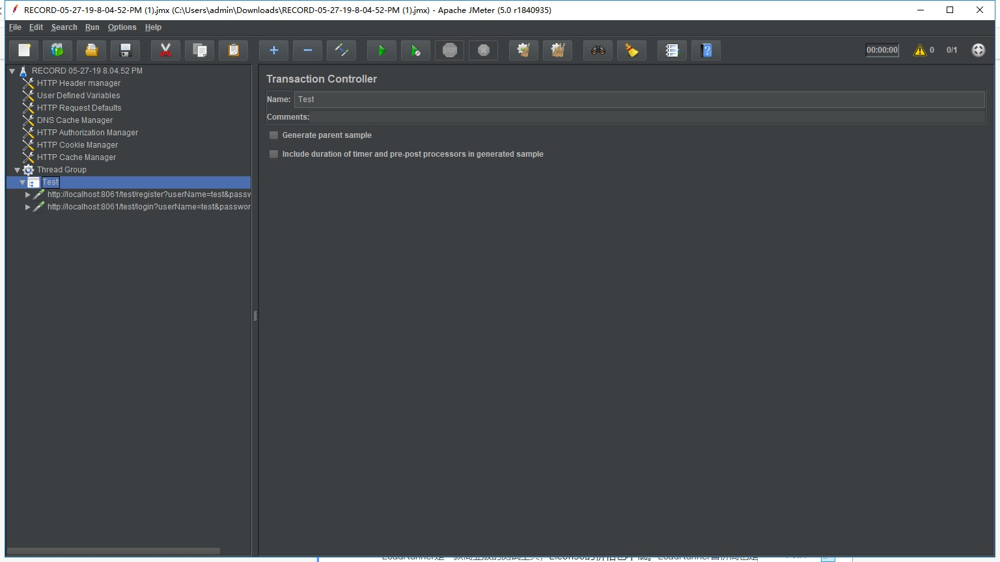 RECORD-05-27-19-8-04-52-PM (1).jmx (C:\Users\admin\Downloads\RECORD-05-27-19-8-04-52-PM (1).jmx) - Apache JMeter (5.0 r1840935)
File Edit Search Run Options Help
STOP 00:00:00 0 0/1
RECORD 05-27-19 8.04.52 PM
HTTP Header manager
User Defined Variables
HTTP Request Defaults
DNS Cache Manager
HTTP Authorization Manager
HTTP Cookie Manager
HTTP Cache Manager
Thread Group
Test
http://localhost:8061/test/register?userName=test&passw
http://localhost:8061/test/login?userName=test&passwor
Transaction Controller
Name: Test
Comments:
Generate parent sample
Include duration of timer and pre-post processors in generated sample